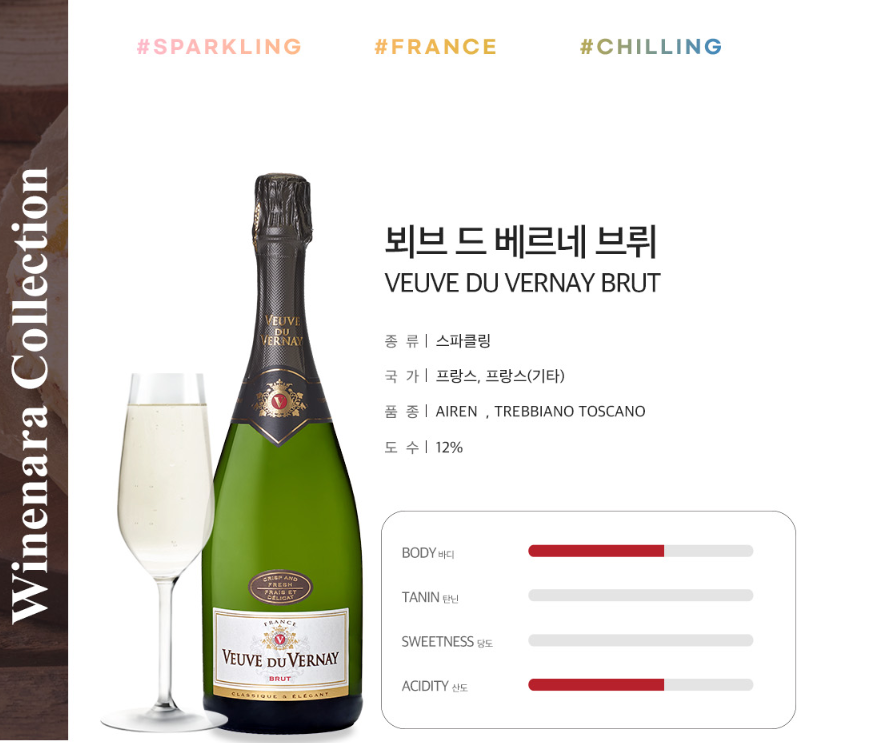 #SPARKLING #FRANCE #CHILLING
Winenara Collection
뵈브 드 베르네 브뤼
VEUVE DU VERNAY BRUT
종 류 | 스파클링
국 가 | 프랑스, 프랑스(기타)
품 종 | AIREN , TREBBIANO TOSCANO
도 수 | 12%
BODY 바디
TANIN 탄닌
SWEETNESS 당도
ACIDITY 산도
VEUVE
DU
VERNAY
V
CRISP AND
FRESH
FRAIS ET
DÉLICAT
FRANCE
V
VEUVE DU VERNAY
BRUT
CLASSIQUE & ÉLÉGANT